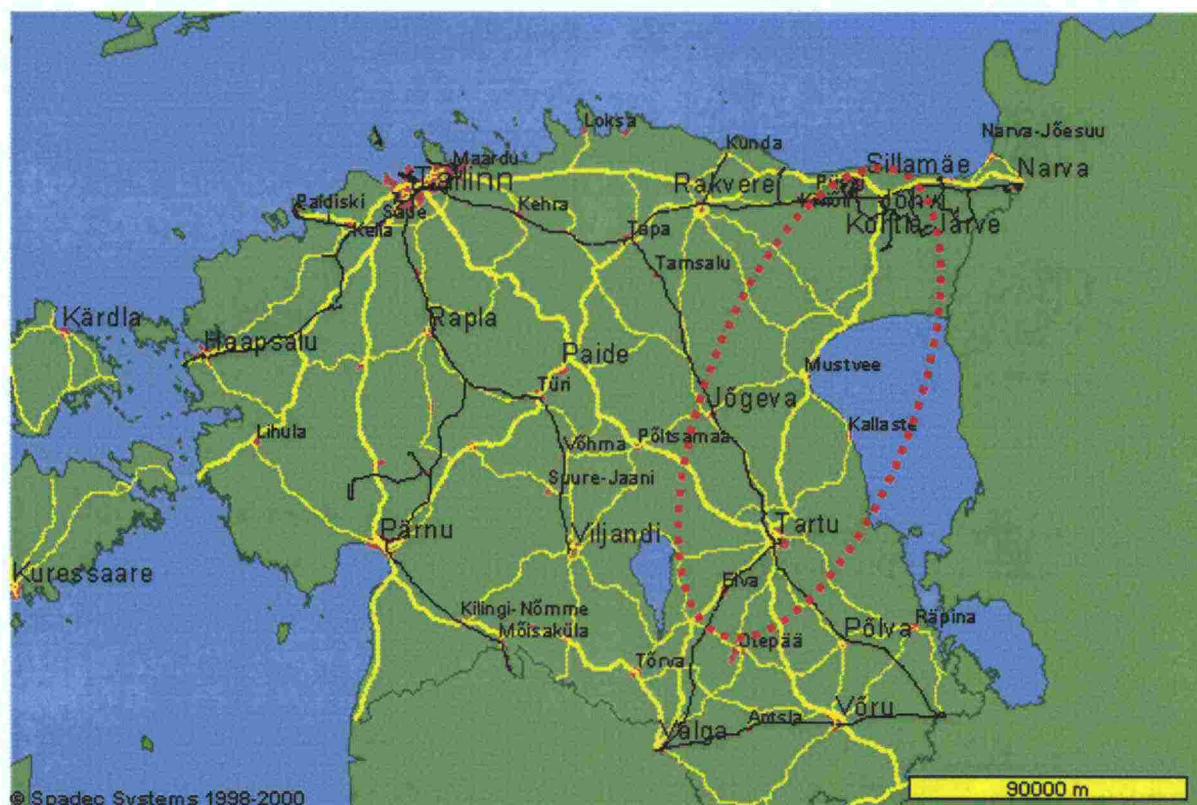 Loksa
Kunda
Narva-Jõesuu
Maardu
Sillamäe
Tallinn
Narva
Rakvere
Paldiski
Kehra
Jõhvi
Saue
Keila
Tapa
Kohtla-Järve
Tamsalu
Kärdla
Rapla
Haapsalu
Paide
Mustvee
Türi
Jõgeva
Kallaste
Lihula
Võhma
Põltsamaa
Suure-Jaani
Tartu
Pärnu
Viljandi
Elva
Kuressaare
Kilingi-Nõmme
Räpina
Põlva
Mõisaküla
Otepää
Tõrva
Võru
Antsla
Valga
90000 m
© Spadec Systems 1998-2000